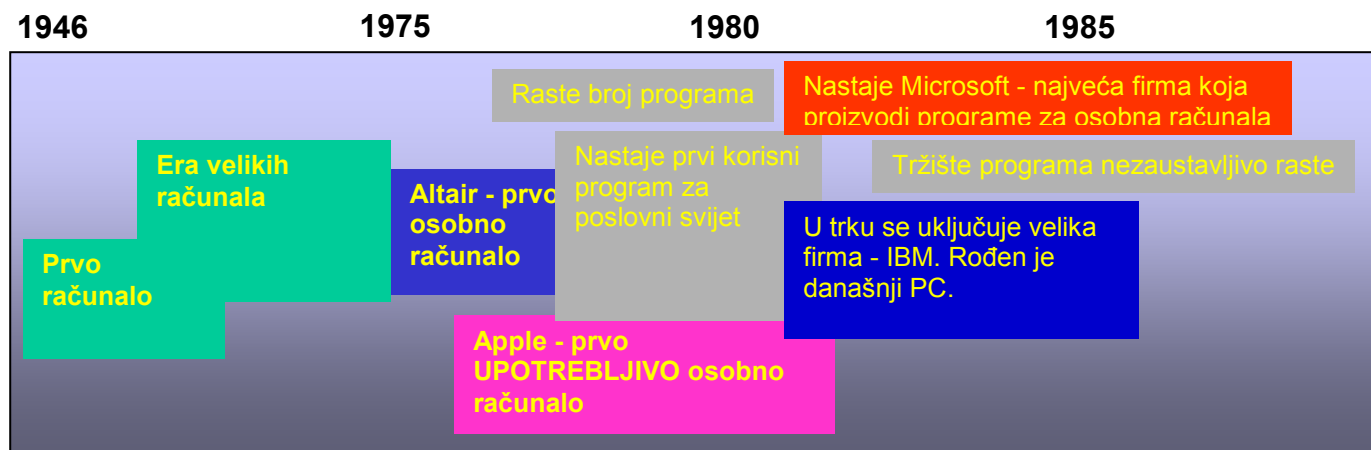 1946 1975 1980 1985
Raste broj programa
Nastaje Microsoft - najveća firma koja
proizvodi programe za osobna računala
Era velikih
računala
Altair - prvo
osobno
računalo
Nastaje prvi korisni
program za
poslovni svijet
Tržište programa nezaustavljivo raste
Prvo
računalo
U trku se uključuje velika
firma - IBM. Rođen je
današnji PC.
Apple - prvo
UPOTREBLJIVO osobno
računalo